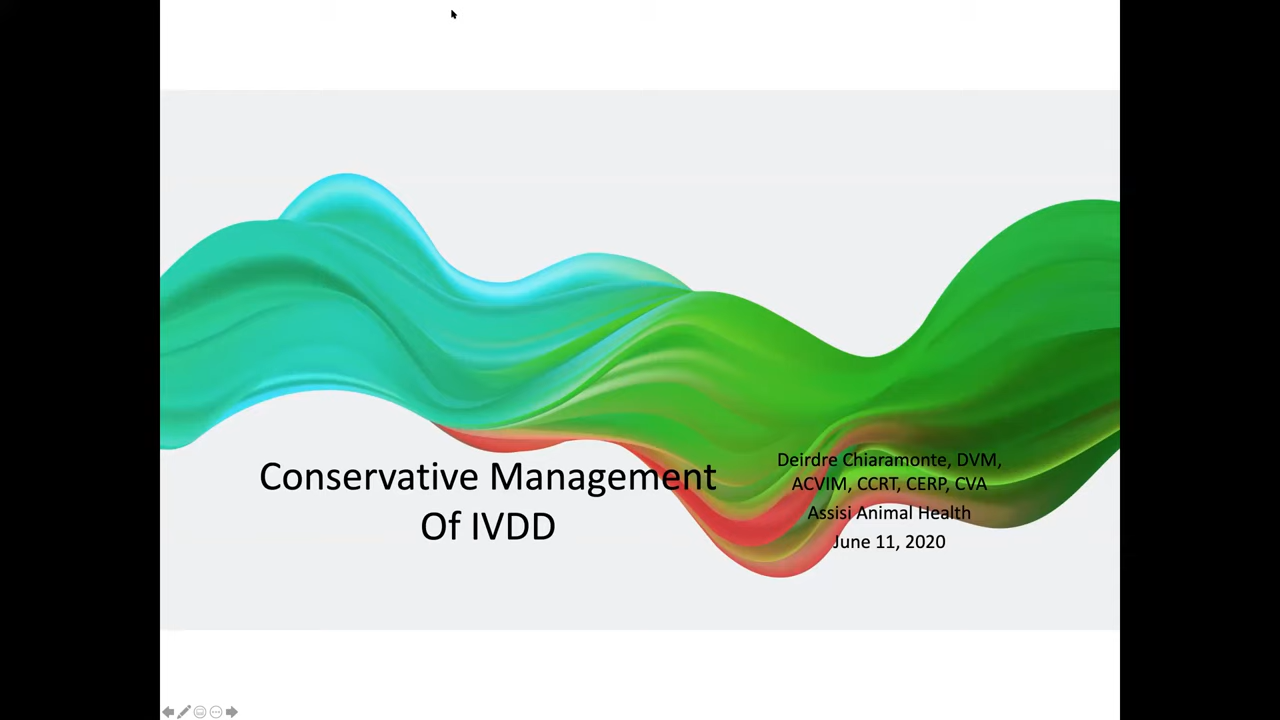 Conservative Management
Of IVDD
Deirdre Chiaramonte, DVM,
ACVIM, CCRT, CERP, CVA
Assisi Animal Health
June 11, 2020